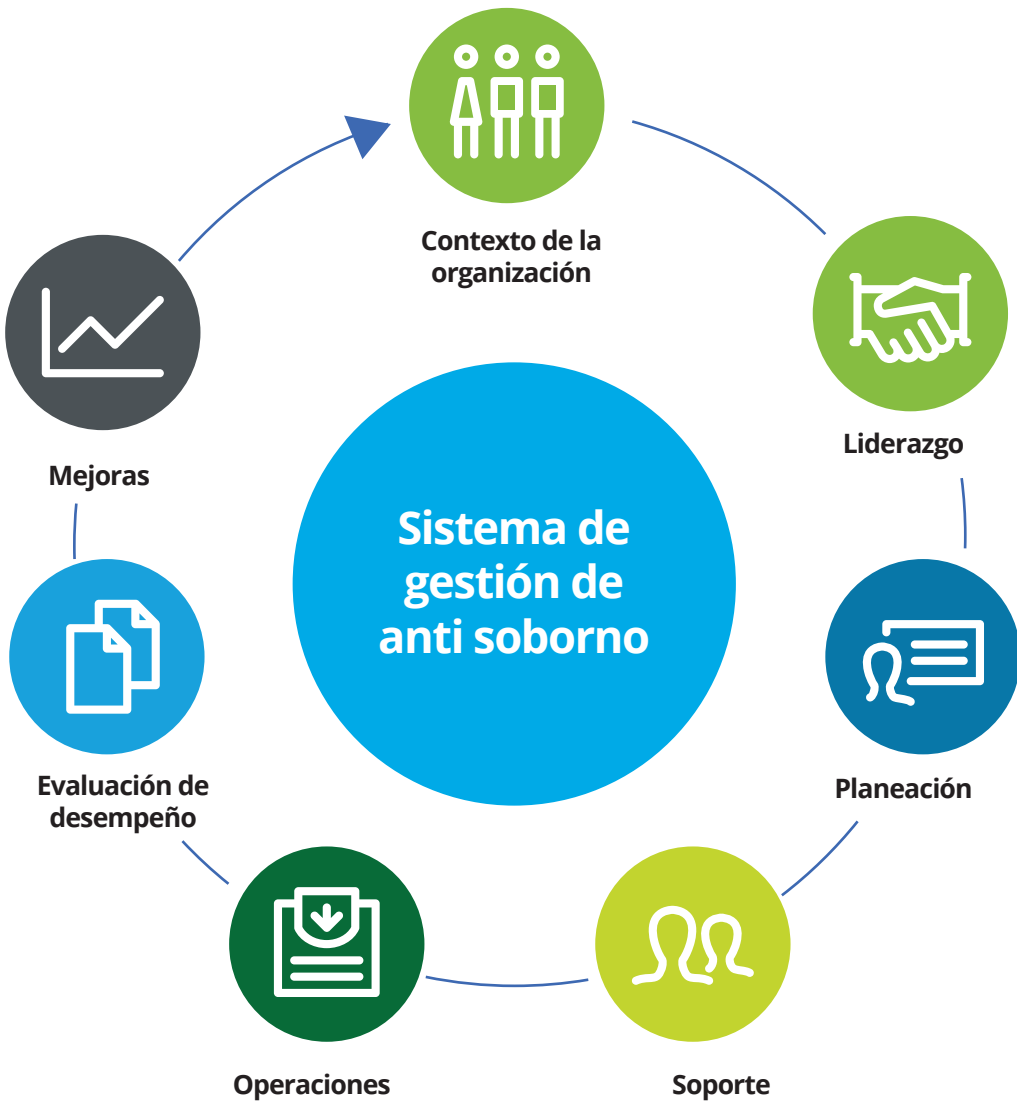 Contexto de la
organización
Liderazgo
Planeación
Soporte
Operaciones
Evaluación de
desempeño
Mejoras
Sistema de
gestión de
anti soborno